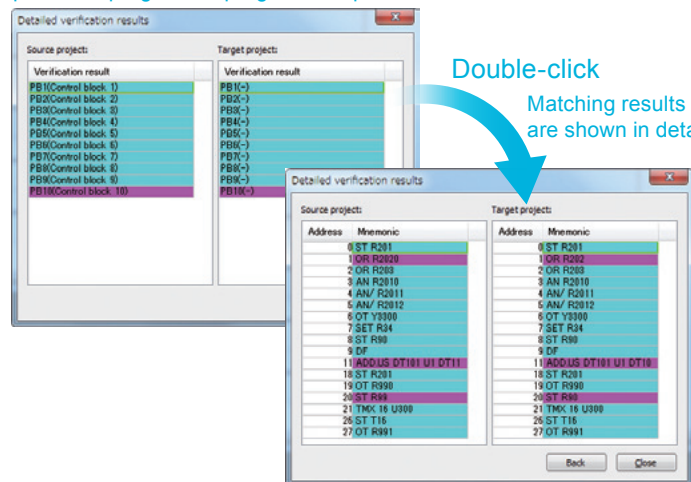 Detailed verification results
Source project:
Target project:
Verification result
Verification result
PB1(Control block 1)
PB1(-)
PB2(Control block 2)
PB2(-)
PB3(Control block 3)
PB3(-)
PB4(Control block 4)
PB4(-)
PB5(Control block 5)
PB5(-)
PB6(Control block 6)
PB6(-)
PB7(Control block 7)
PB7(-)
PB8(Control block 8)
PB8(-)
PB9(Control block 9)
PB9(-)
PB10(Control block 10)
PB10(-)
Double-click
Matching results
are shown in deta
Detailed verification results
Source project:
Target project:
Address Mnemonic
Address Mnemonic
0 ST R201
0 ST R201
1 OR R2020
1 OR R202
2 OR R203
2 OR R203
3 AN R2010
3 AN R2010
4 AN/ R2011
4 AN/ R2011
5 AN/ R2012
5 AN/ R2012
6 OT Y3300
6 OT Y3300
7 SET R34
7 SET R34
8 ST R90
8 ST R90
9 DF
9 DF
11 ADD.US DT101 U1 DT11
11 ADD.US DT101 U1 DT10
18 ST R201
18 ST R201
19 OT R990
19 OT R990
20 ST R99
20 ST R90
21 TMX 16 U300
21 TMX 16 U300
26 ST T16
26 ST T16
27 OT R991
27 OT R991
Back
Close